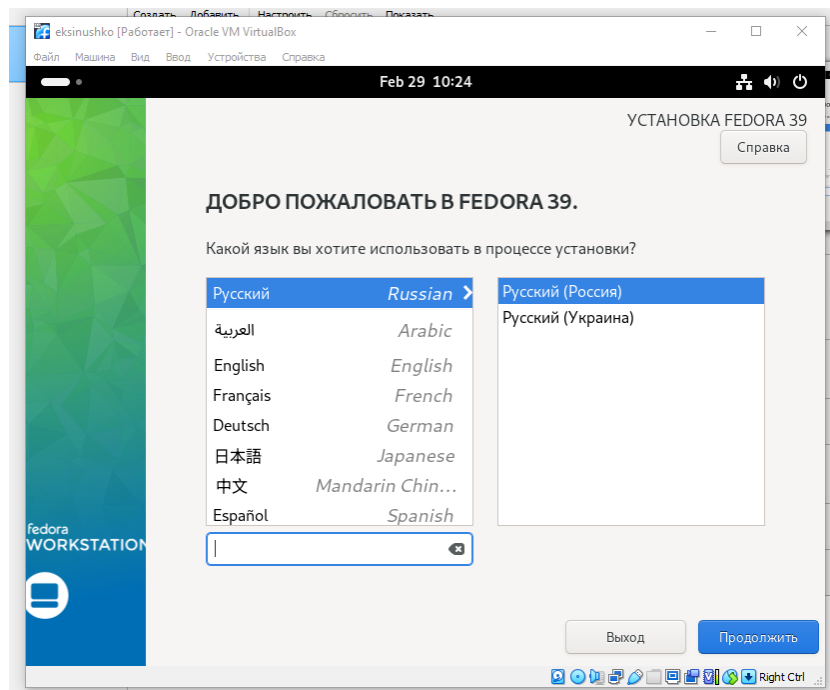 Создать Добавить Настроить Сбросить Показать
eksinushko [Работает] - Oracle VM VirtualBox
Файл Машина Вид Ввод Устройства Справка
Feb 29 10:24
УСТАНОВКА FEDORA 39
Справка
ДОБРО ПОЖАЛОВАТЬ В FEDORA 39.
Какой язык вы хотите использовать в процессе установки?
Русский Russian
Русский (Россия)
العربية Arabic
Русский (Украина)
English English
Français French
Deutsch German
日本語 Japanese
中文 Mandarin Chin...
Español Spanish
fedora
WORKSTATION
Выход Продолжить
Right Ctrl